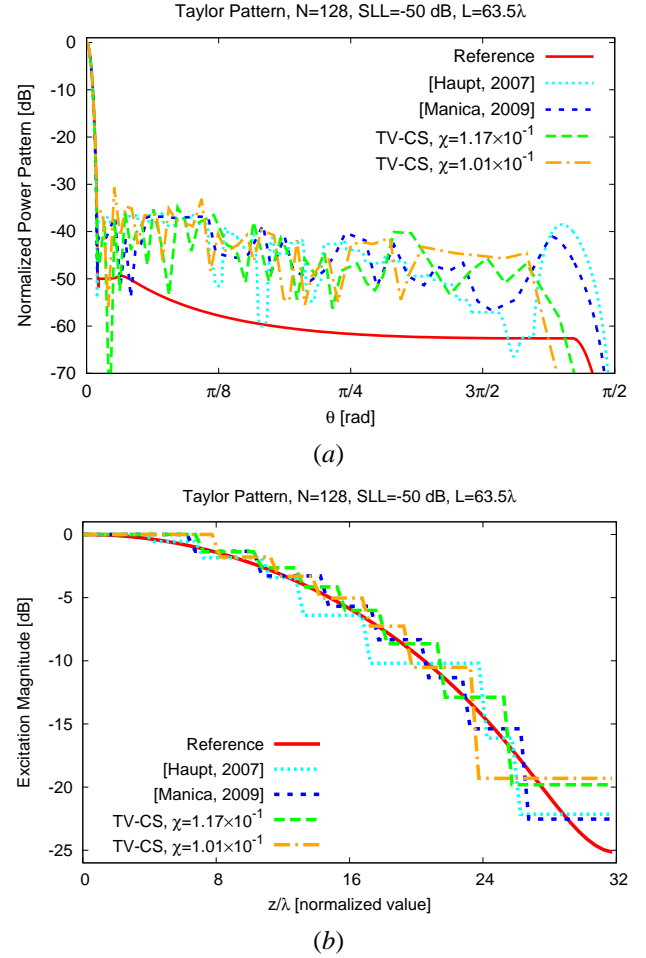 Taylor Pattern, N=128, SLL=-50 dB, L=63.5λ
Normalized Power Pattern [dB]
0
-10
-20
-30
-40
-50
-60
-70
Reference
[Haupt, 2007]
[Manica, 2009]
TV-CS, χ=1.17×10⁻¹
TV-CS, χ=1.01×10⁻¹
0 π/8 π/4 3π/2 π/2
θ [rad]
(a)
Taylor Pattern, N=128, SLL=-50 dB, L=63.5λ
Excitation Magnitude [dB]
0
-5
-10
-15
-20
-25
Reference
[Haupt, 2007]
[Manica, 2009]
TV-CS, χ=1.17×10⁻¹
TV-CS, χ=1.01×10⁻¹
0 8 16 24 32
z/λ [normalized value]
(b)